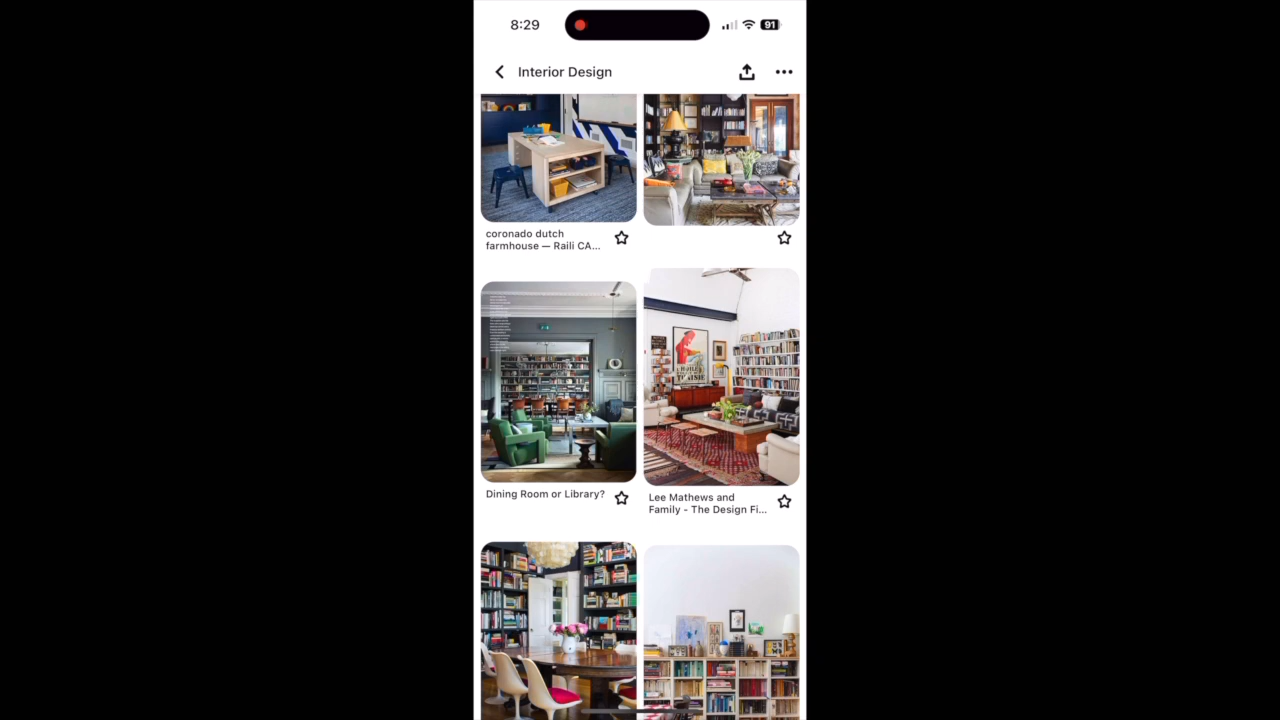 8:29
91
Interior Design
coronado dutch
farmhouse — Raili CA...
Dining Room or Library?
Lee Mathews and
Family - The Design Fi...